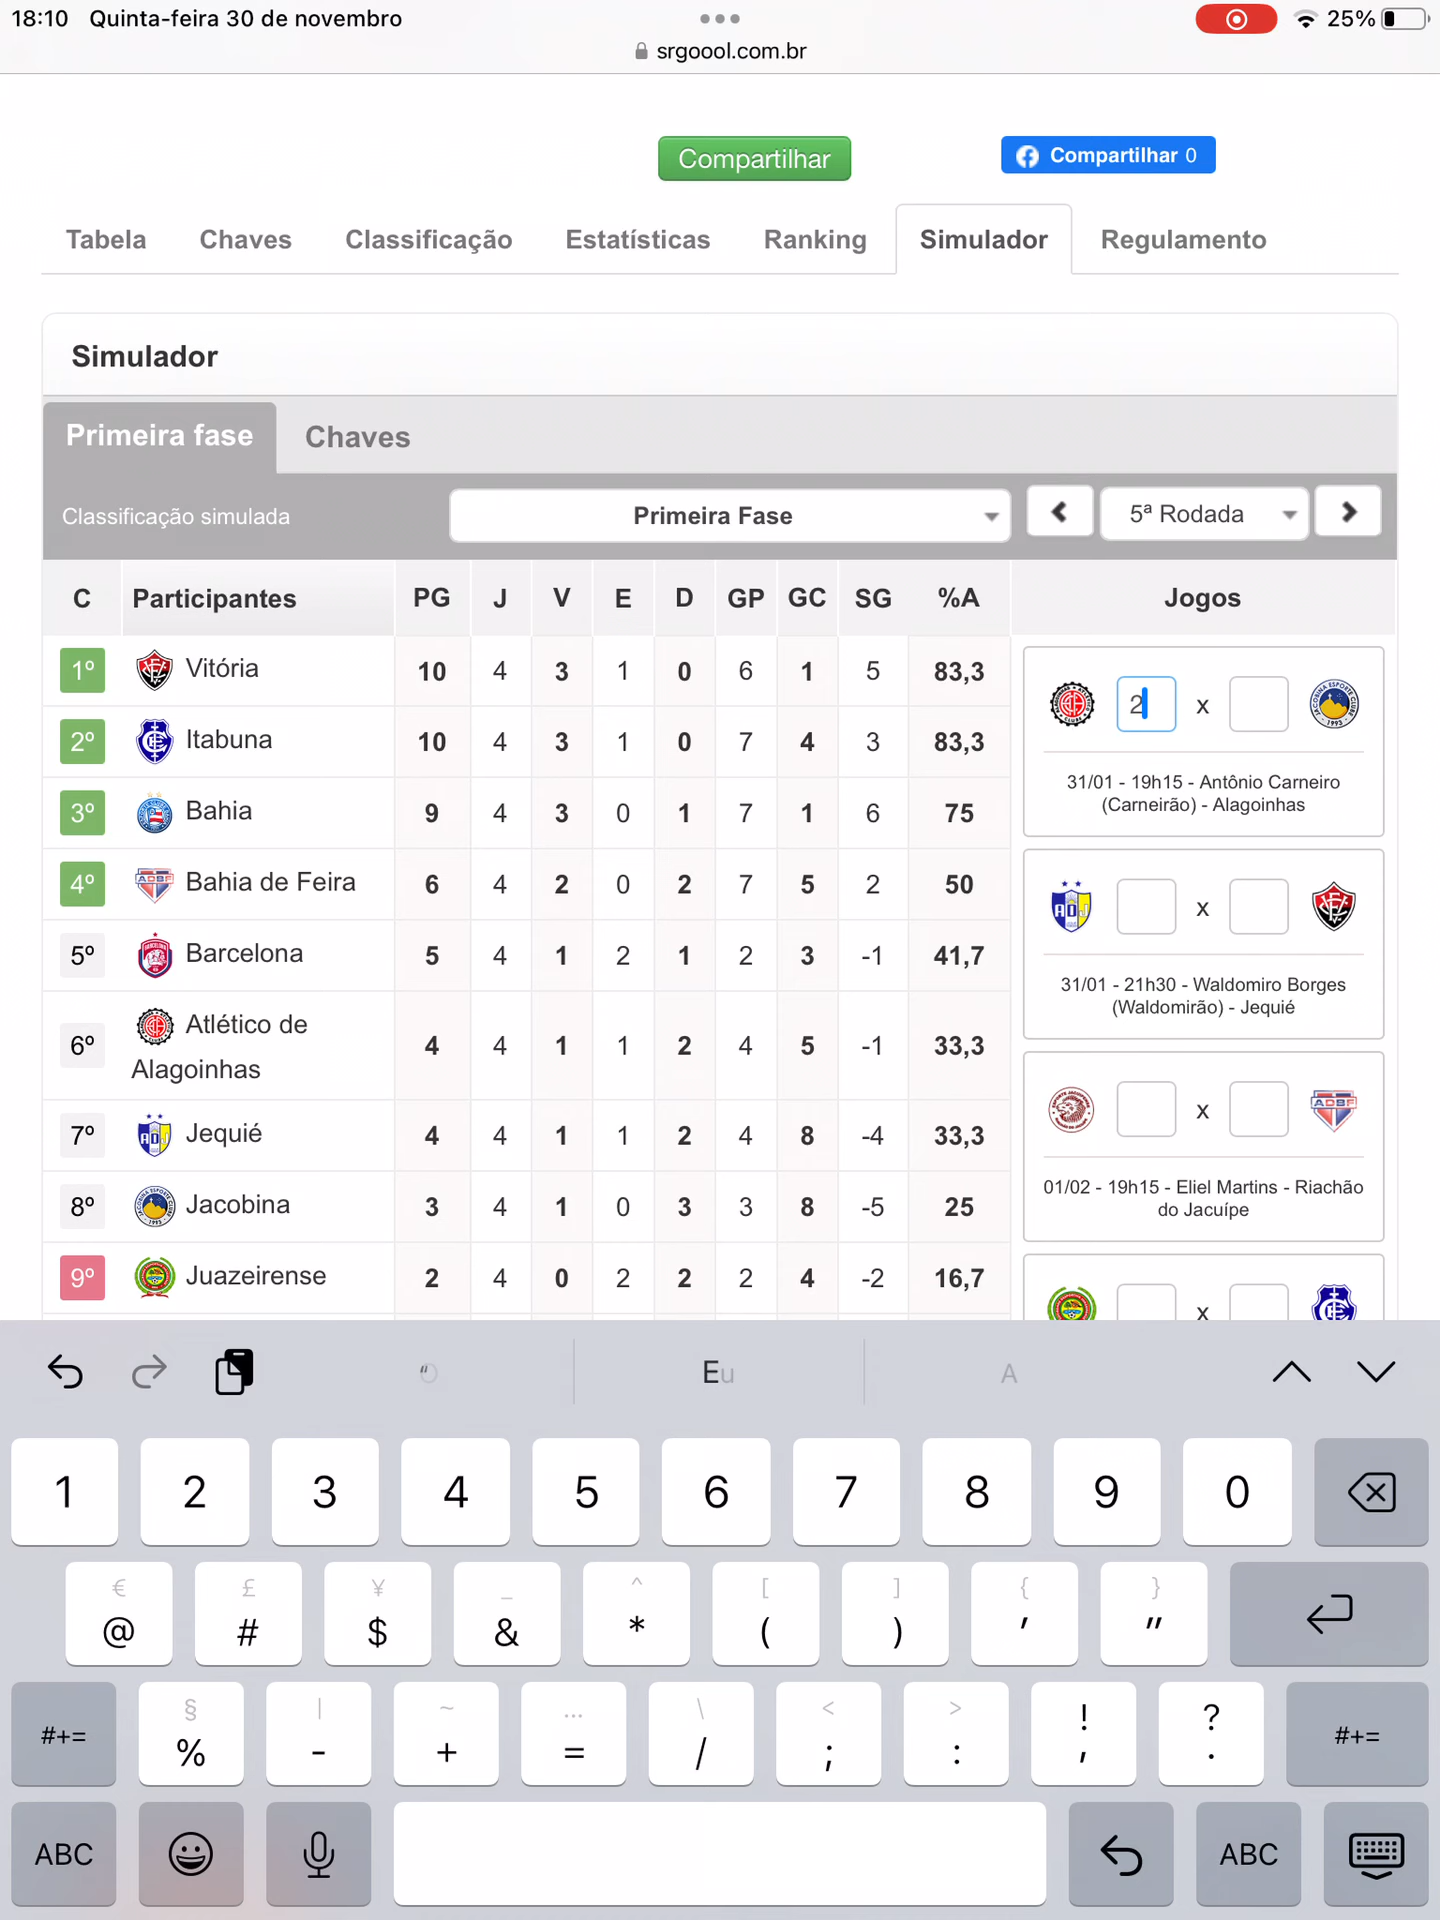 18:10 Quinta-feira 30 de novembro
25%
srgoool.com.br
Compartilhar
Compartilhar 0
Tabela Chaves Classificação Estatísticas Ranking Simulador Regulamento
Simulador
Primeira fase Chaves
Classificação simulada Primeira Fase 5ª Rodada
C Participantes PG J V E D GP GC SG %A Jogos
1º Vitória 10 4 3 1 0 6 1 5 83,3
2 x
31/01 - 19h15 - Antônio Carneiro
(Carneirão) - Alagoinhas
2º Itabuna 10 4 3 1 0 7 4 3 83,3
3º Bahia 9 4 3 0 1 7 1 6 75
4º Bahia de Feira 6 4 2 0 2 7 5 2 50
x
31/01 - 21h30 - Waldomiro Borges
(Waldomirão) - Jequié
5º Barcelona 5 4 1 2 1 2 3 -1 41,7
6º Atlético de
Alagoinhas 4 4 1 1 2 4 5 -1 33,3
7º Jequié 4 4 1 1 2 4 8 -4 33,3
x
01/02 - 19h15 - Eliel Martins - Riachão
do Jacuípe
8º Jacobina 3 4 1 0 3 3 8 -5 25
9º Juazeirense 2 4 0 2 2 2 4 -2 16,7
x
Eu A
1 2 3 4 5 6 7 8 9 0
€ £ ¥ _ ^ [ ] { }
@ # $ & * ( ) ' "
§ | ~ … \ < > ! ?
#+= % - + = / ; : , . #+=
ABC ABC